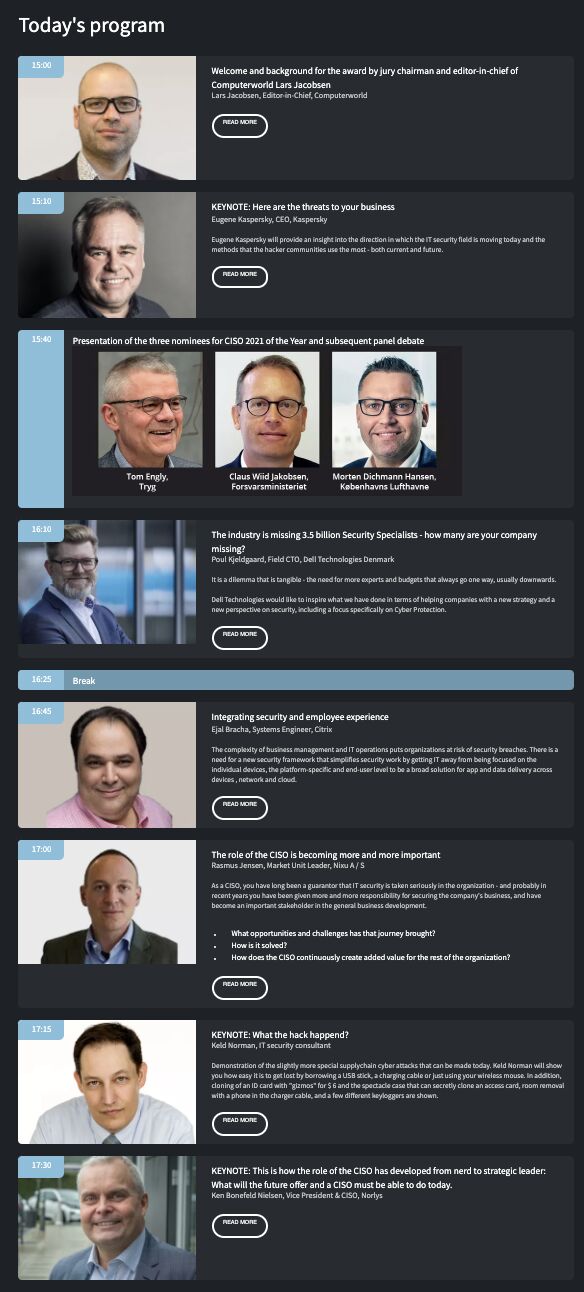 Today's program
15:00
Welcome and background for the award by jury chairman and editor-in-chief of
Computerworld Lars Jacobsen
Lars Jacobsen, Editor-in-Chief, Computerworld
READ MORE
15:10
KEYNOTE: Here are the threats to your business
Eugene Kaspersky, CEO, Kaspersky
Eugene Kaspersky will provide an insight into the direction in which the IT security field is moving today and the
methods that the hacker communities use the most - both current and future.
READ MORE
15:40
Presentation of the three nominees for CISO 2021 of the Year and subsequent panel debate
Tom Engly,
Tryg
Claus Wiid Jakobsen,
Forsvarsministeriet
Morten Dichmann Hansen,
Københavns Lufthavne
16:10
The industry is missing 3.5 billion Security Specialists - how many are your company
missing?
Poul Kjeldgaard, Field CTO, Dell Technologies Denmark
It is a dilemma that is tangible - the need for more experts and budgets that always go one way, usually downwards.
Dell Technologies would like to inspire what we have done in terms of helping companies with a new strategy and a
new perspective on security, including a focus specifically on Cyber Protection.
READ MORE
16:25
Break
16:45
Integrating security and employee experience
Ejal Bracha, Systems Engineer, Citrix
The complexity of business management and IT operations puts organizations at risk of security breaches. There is a
need for a new security framework that simplifies security work by getting IT away from being focused on the
individual devices, the platform-specific and end-user level to be a broad solution for app and data delivery across
devices , network and cloud.
READ MORE
17:00
The role of the CISO is becoming more and more important
Rasmus Jensen, Market Unit Leader, Nixu A / S
As a CISO, you have long been a guarantor that IT security is taken seriously in the organization - and probably in
recent years you have been given more and more responsibility for securing the company's business, and have
become an important stakeholder in the general business development.
• What opportunities and challenges has that journey brought?
• How is it solved?
• How does the CISO continuously create added value for the rest of the organization?
READ MORE
17:15
KEYNOTE: What the hack happend?
Keld Norman, IT security consultant
Demonstration of the slightly more special supplychain cyber attacks that can be made today. Keld Norman will show
you how easy it is to get lost by borrowing a USB stick, a charging cable or just using your wireless mouse. In addition,
cloning of an ID card with "gizmos" for $ 6 and the spectacle case that can secretly clone an access card, room removal
with a phone in the charger cable, and a few different keyloggers are shown.
READ MORE
17:30
KEYNOTE: This is how the role of the CISO has developed from nerd to strategic leader:
What will the future offer and a CISO must be able to do today.
Ken Bonefeld Nielsen, Vice President & CISO, Norlys
READ MORE